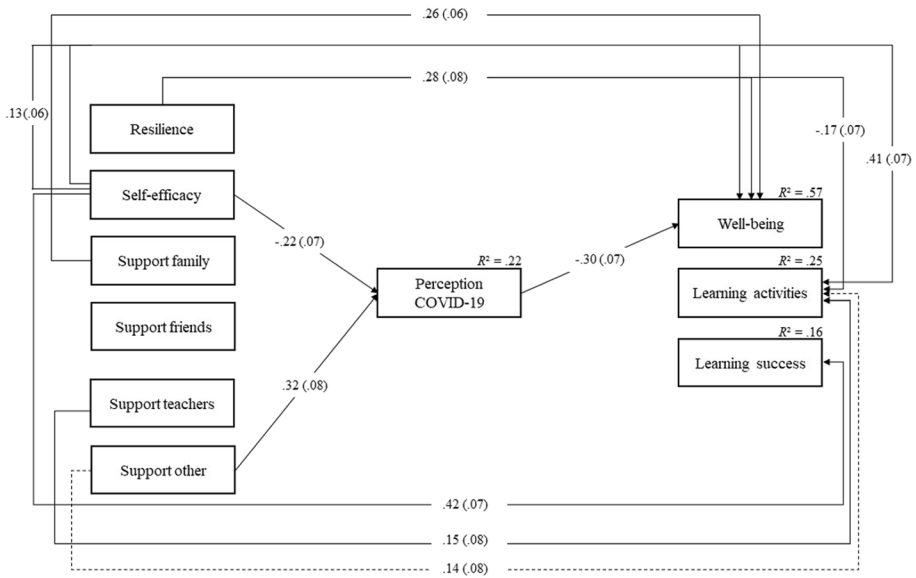 .26 (.06)
.28 (.08)
.13(.06)
Resilience
-.17 (.07)
.41 (.07)
Self-efficacy
R² = .57
Well-being
-.22 (.07)
Support family
R² = .22
-.30 (.07)
R² = .25
Perception
COVID-19
Learning activities
Support friends
R² = .16
Learning success
.32 (.08)
Support teachers
Support other
.42 (.07)
.15 (.08)
.14 (.08)